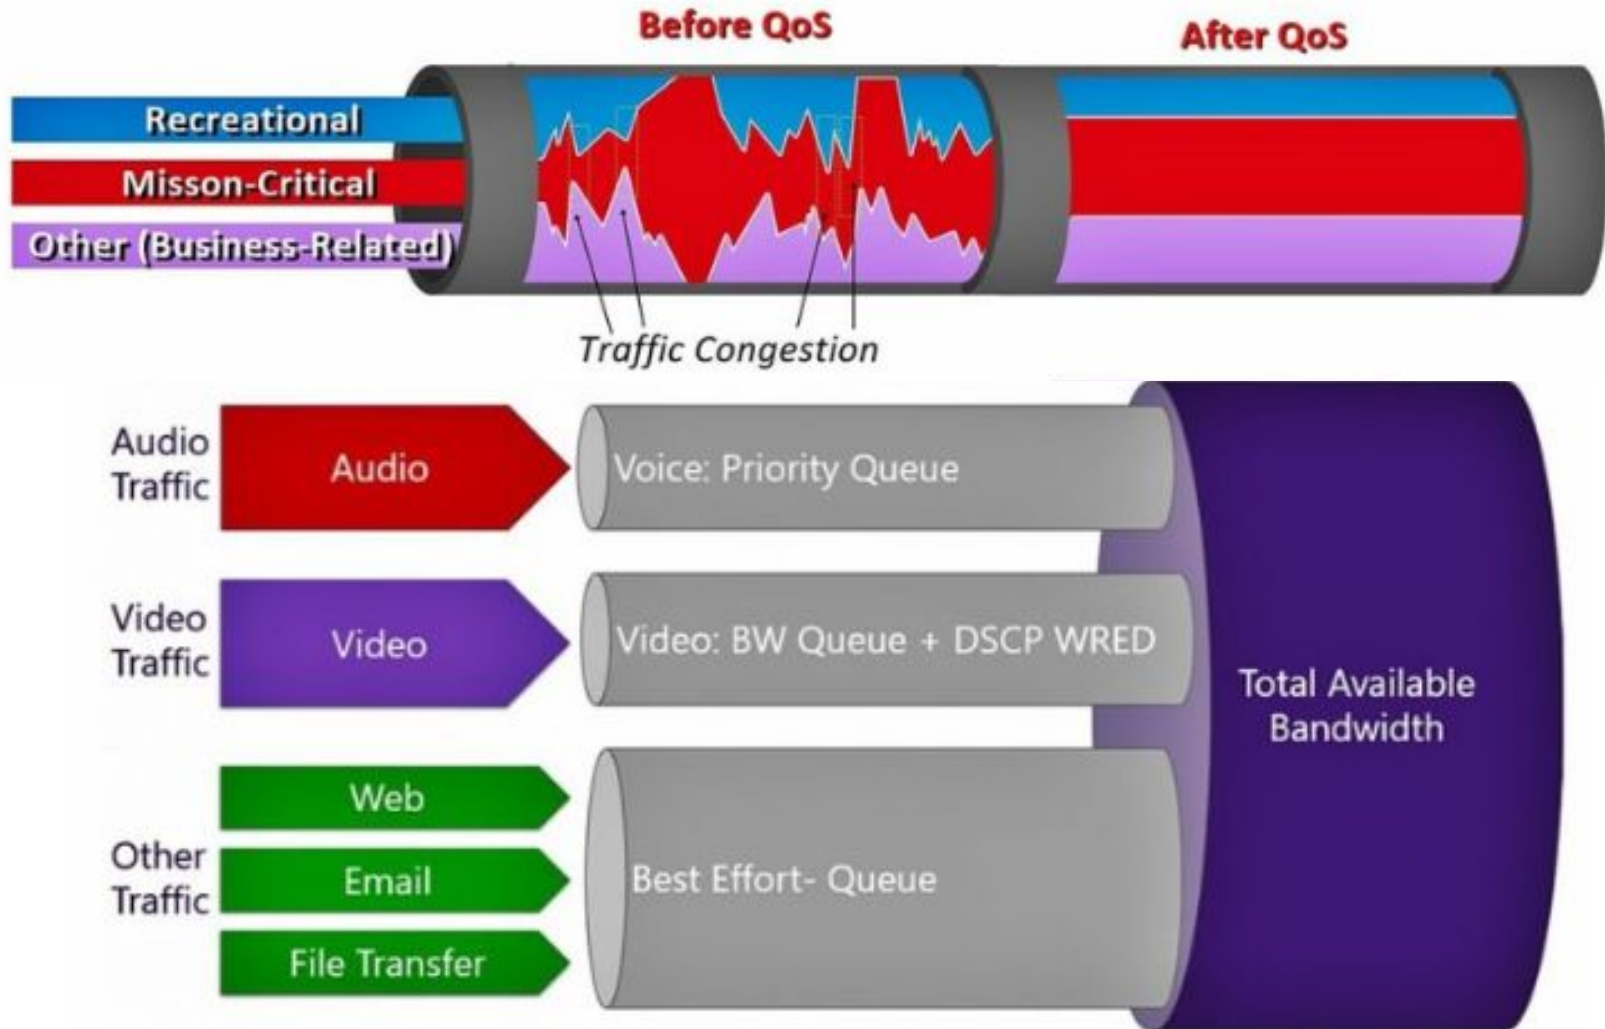 Before QoS
After QoS
Recreational
Misson-Critical
Other (Business-Related)
Traffic Congestion
Audio
Traffic
Audio
Voice: Priority Queue
Video
Traffic
Video
Video: BW Queue + DSCP WRED
Total Available
Bandwidth
Other
Traffic
Web
Email
File Transfer
Best Effort- Queue